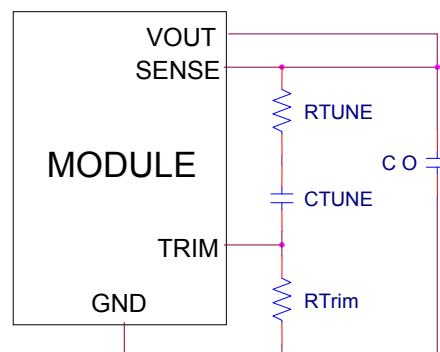 VOUT
SENSE
RTUNE
MODULE
C O
CTUNE
TRIM
GND
RTrim